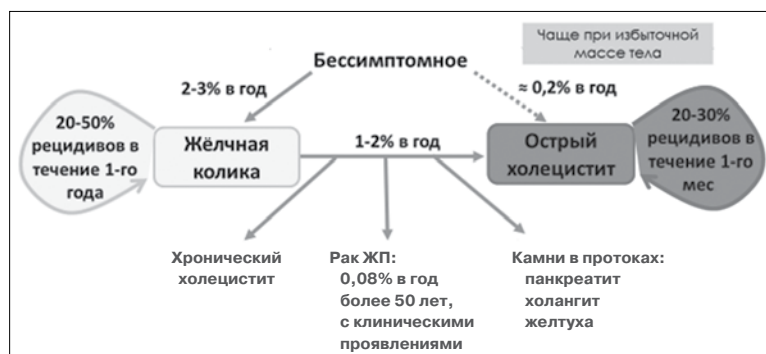 Чаще при избыточной
массе тела
Бессимптомное
2-3% в год
≈ 0,2% в год
20-50%
рецидивов в
течение 1-го
года
Жёлчная
колика
1-2% в год
Острый
холецистит
20-30%
рецидивов в
течение 1-го
мес
Хронический
холецистит
Рак ЖП:
0,08% в год
более 50 лет,
с клиническими
проявлениями
Камни в протоках:
панкреатит
холангит
желтуха